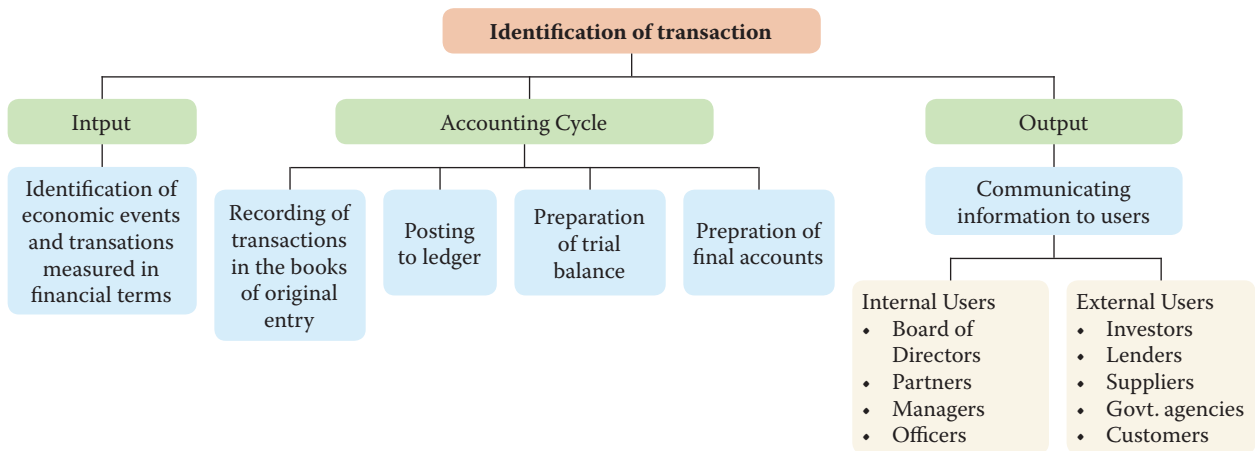 Identification of transaction
Intput
Accounting Cycle
Output
Identification of
economic events
and transations
measured in
financial terms
Recording of
transactions
in the books
of original
entry
Posting
to ledger
Preparation
of trial
balance
Prepration of
final accounts
Communicating
information to users
Internal Users
• Board of
Directors
• Partners
• Managers
• Officers
External Users
• Investors
• Lenders
• Suppliers
• Govt. agencies
• Customers